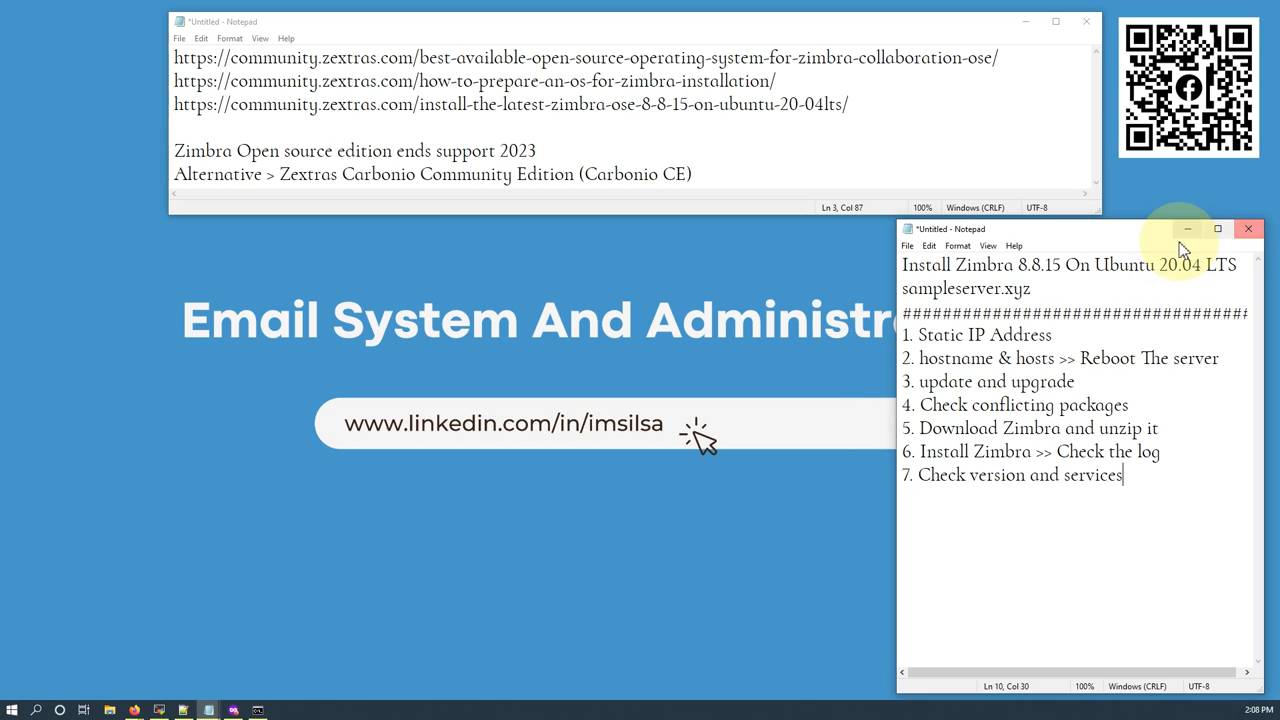 *Untitled - Notepad
File Edit Format View Help
https://community.zextras.com/best-available-open-source-operating-system-for-zimbra-collaboration-ose/
https://community.zextras.com/how-to-prepare-an-os-for-zimbra-installation/
https://community.zextras.com/install-the-latest-zimbra-ose-8-8-15-on-ubuntu-20-04lts/
Zimbra Open source edition ends support 2023
Alternative > Zextras Carbonio Community Edition (Carbonio CE)
Ln 3, Col 87 100% Windows (CRLF) UTF-8
*Untitled - Notepad
File Edit Format View Help
Install Zimbra 8.8.15 On Ubuntu 20.04 LTS
sampleserver.xyz
##################################
1. Static IP Address
2. hostname & hosts >> Reboot The server
3. update and upgrade
4. Check conflicting packages
5. Download Zimbra and unzip it
6. Install Zimbra >> Check the log
7. Check version and services
Ln 10, Col 30 100% Windows (CRLF) UTF-8
Email System And Administr
www.linkedin.com/in/imsilsa
2:08 PM